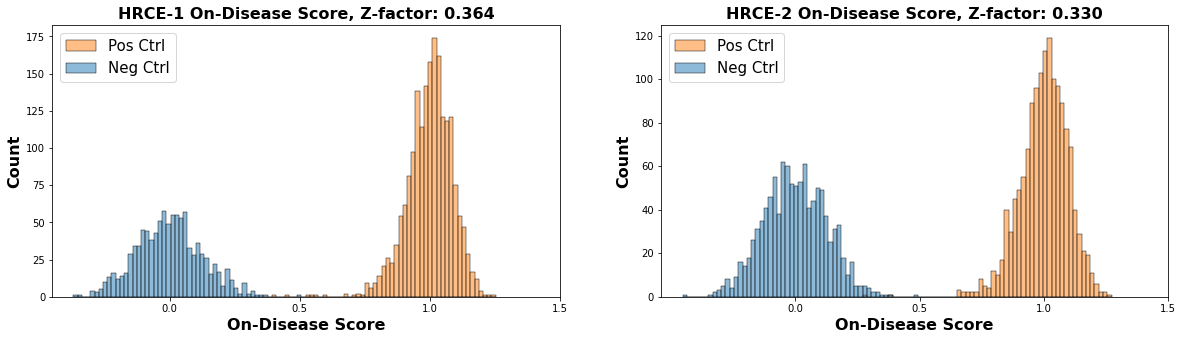 HRCE-1 On-Disease Score, Z-factor: 0.364
Pos Ctrl
Neg Ctrl
175
150
125
100
75
50
25
0
Count
0.0 0.5 1.0 1.5
On-Disease Score
HRCE-2 On-Disease Score, Z-factor: 0.330
Pos Ctrl
Neg Ctrl
120
100
80
60
40
20
0
Count
0.0 0.5 1.0 1.5
On-Disease Score